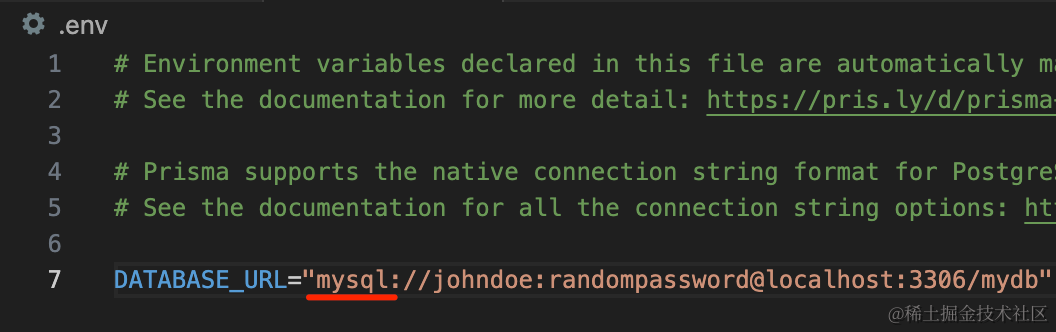 .env
1 # Environment variables declared in this file are automatically ma
2 # See the documentation for more detail: https://pris.ly/d/prisma-
3
4 # Prisma supports the native connection string format for Postgre
5 # See the documentation for all the connection string options: ht
6
7 DATABASE_URL="mysql://johndoe:randompassword@localhost:3306/mydb"
@稀土掘金技术社区